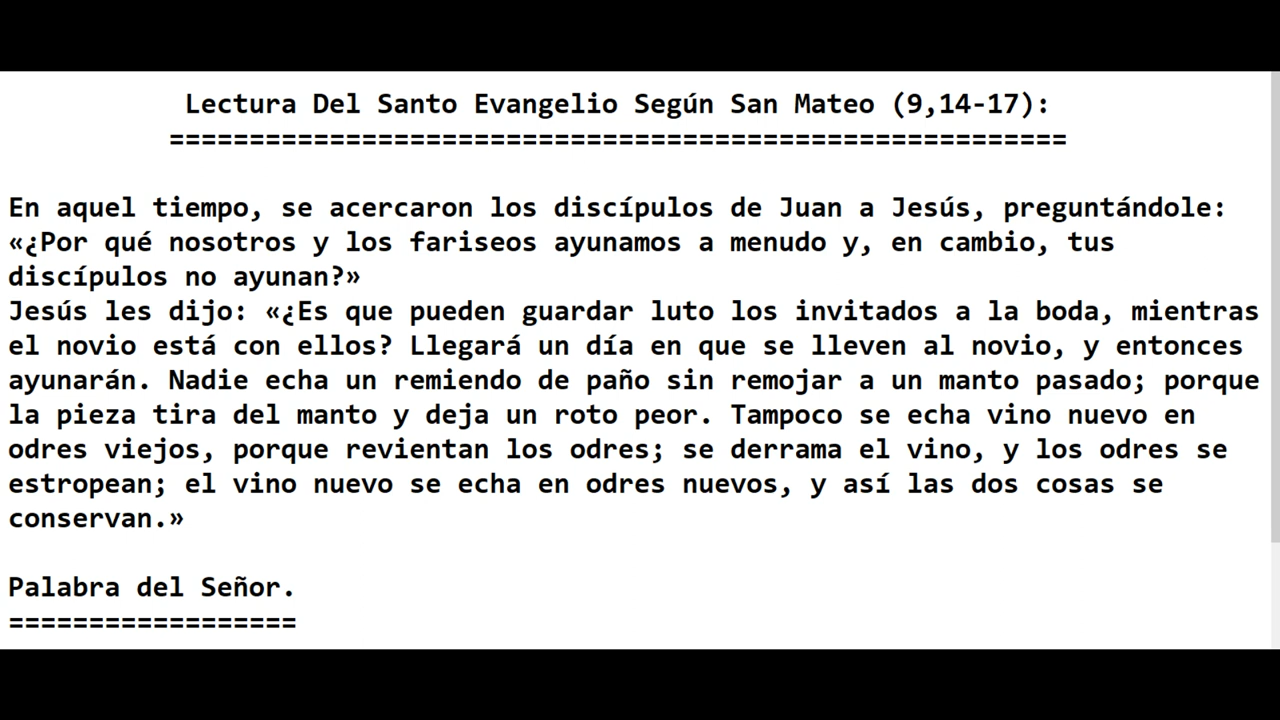 Lectura Del Santo Evangelio Según San Mateo (9,14-17):
========================================================
En aquel tiempo, se acercaron los discípulos de Juan a Jesús, preguntándole:
«¿Por qué nosotros y los fariseos ayunamos a menudo y, en cambio, tus
discípulos no ayunan?»
Jesús les dijo: «¿Es que pueden guardar luto los invitados a la boda, mientras
el novio está con ellos? Llegará un día en que se lleven al novio, y entonces
ayunarán. Nadie echa un remiendo de paño sin remojar a un manto pasado; porque
la pieza tira del manto y deja un roto peor. Tampoco se echa vino nuevo en
odres viejos, porque revientan los odres; se derrama el vino, y los odres se
estropean; el vino nuevo se echa en odres nuevos, y así las dos cosas se
conservan.»
Palabra del Señor.
==================